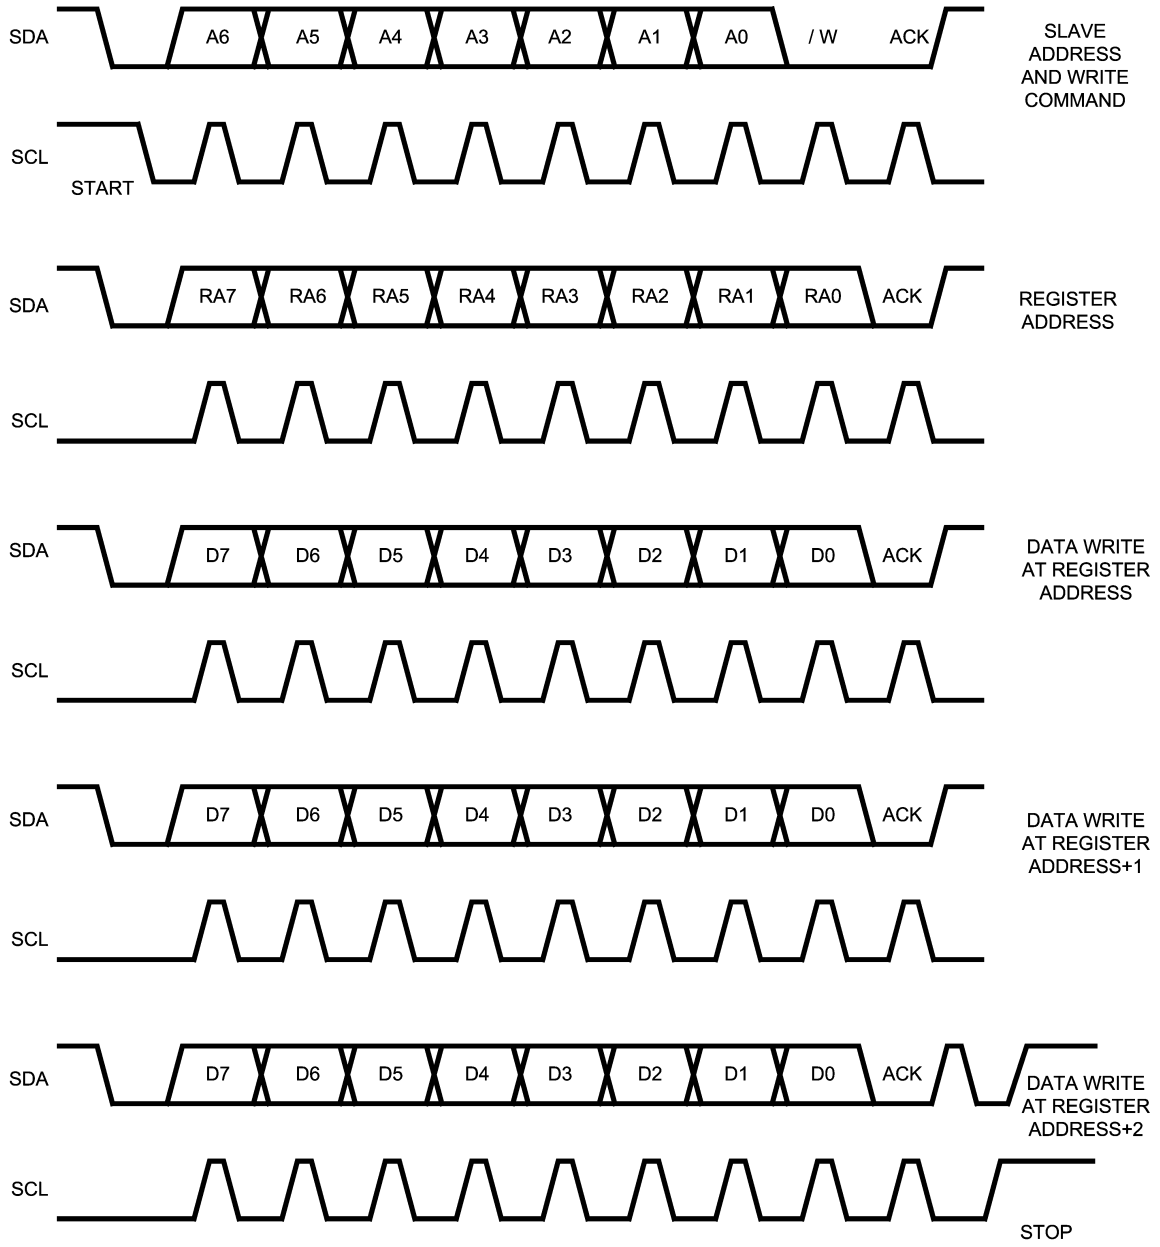 SDA A6 A5 A4 A3 A2 A1 A0 / W ACK
SLAVE
ADDRESS
AND WRITE
COMMAND
SCL
START
SDA RA7 RA6 RA5 RA4 RA3 RA2 RA1 RA0 ACK
REGISTER
ADDRESS
SCL
SDA D7 D6 D5 D4 D3 D2 D1 D0 ACK
DATA WRITE
AT REGISTER
ADDRESS
SCL
SDA D7 D6 D5 D4 D3 D2 D1 D0 ACK
DATA WRITE
AT REGISTER
ADDRESS+1
SCL
SDA D7 D6 D5 D4 D3 D2 D1 D0 ACK
DATA WRITE
AT REGISTER
ADDRESS+2
SCL
STOP